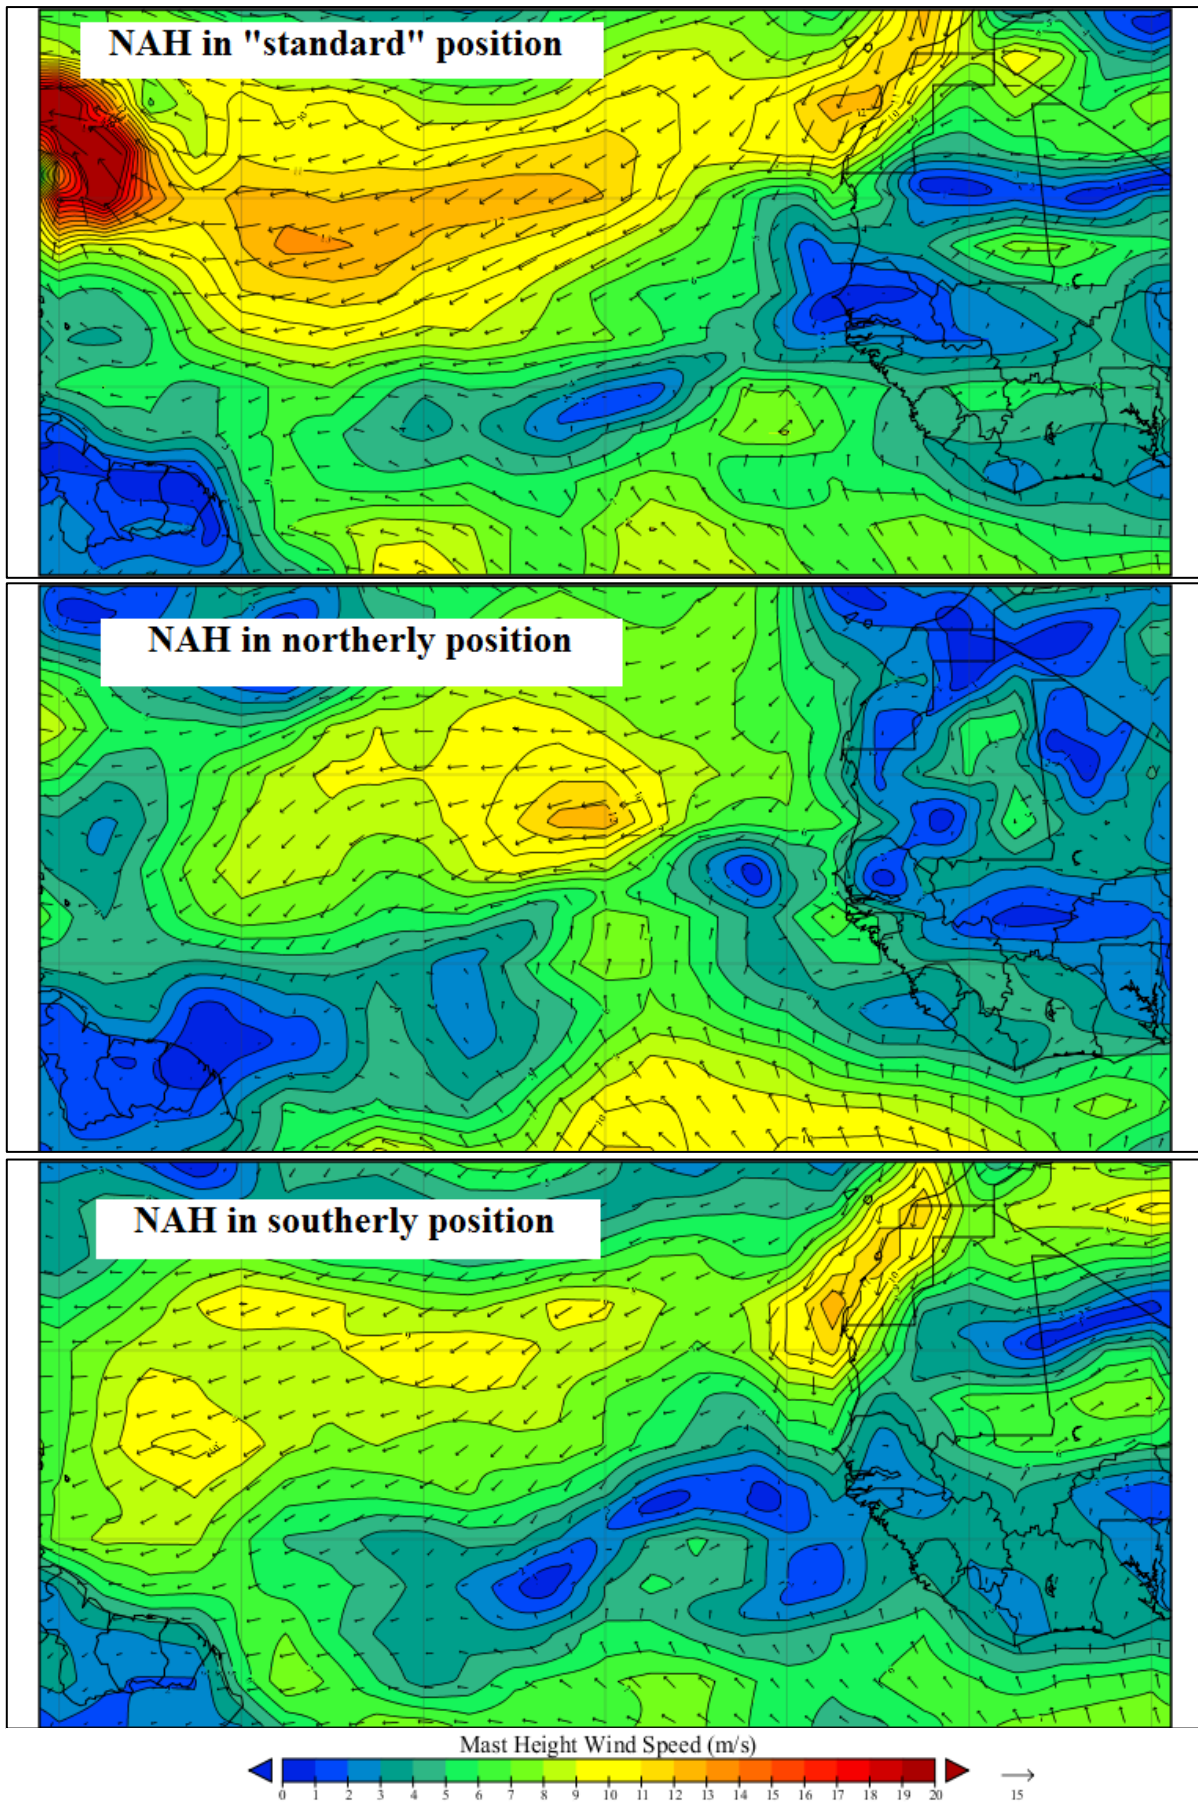 NAH in "standard" position
NAH in northerly position
NAH in southerly position
Mast Height Wind Speed (m/s)
0 1 2 3 4 5 6 7 8 9 10 11 12 13 14 15 16 17 18 19 20 15